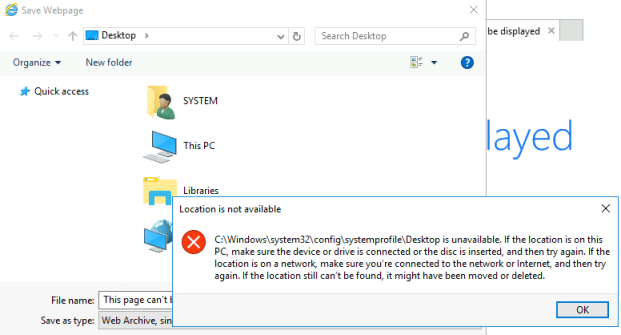 Save Webpage
Desktop
Search Desktop
be displayed
Organize
New folder
Quick access
SYSTEM
This PC
layed
Libraries
Location is not available
C:\Windows\system32\config\systemprofile\Desktop is unavailable. If the location is on this
PC, make sure the device or drive is connected or the disc is inserted, and then try again. If the
location is on a network, make sure you're connected to the network or Internet, and then try
again. If the location still can't be found, it might have been moved or deleted.
OK
File name: This page can't b
Save as type: Web Archive, sin